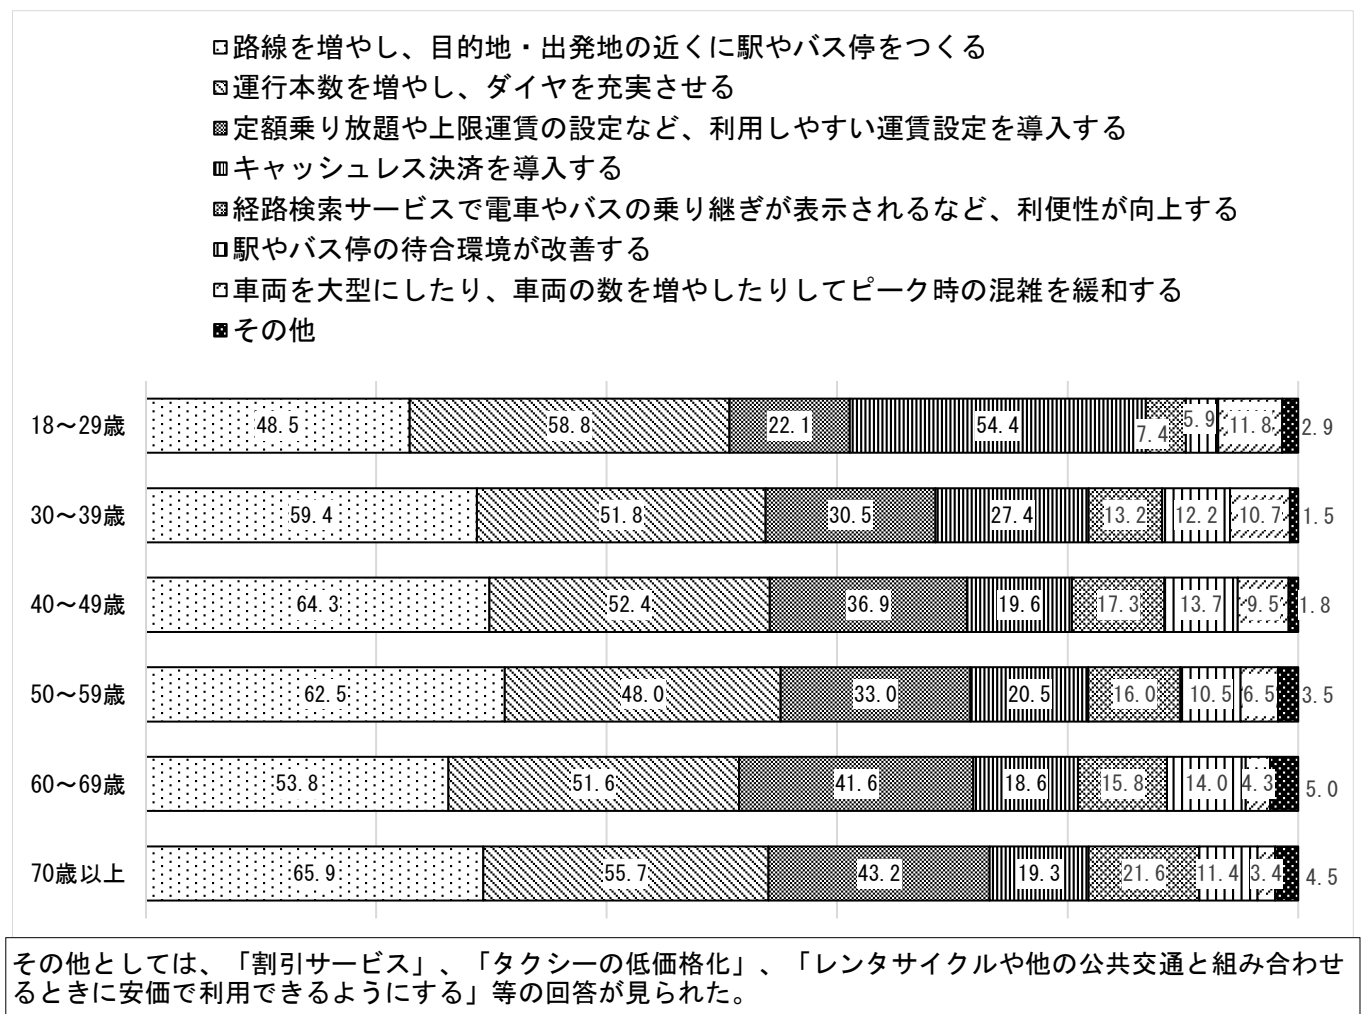 路線を増やし、目的地・出発地の近くに駅やバス停をつくる
運行本数を増やし、ダイヤを充実させる
定額乗り放題や上限運賃の設定など、利用しやすい運賃設定を導入する
キャッシュレス決済を導入する
経路検索サービスで電車やバスの乗り継ぎが表示されるなど、利便性が向上する
駅やバス停の待合環境が改善する
車両を大型にしたり、車両の数を増やしたりしてピーク時の混雑を緩和する
その他
18～29歳 48.5 58.8 22.1 54.4 7.4 5.9 11.8 2.9
30～39歳 59.4 51.8 30.5 27.4 13.2 12.2 10.7 1.5
40～49歳 64.3 52.4 36.9 19.6 17.3 13.7 9.5 1.8
50～59歳 62.5 48.0 33.0 20.5 16.0 10.5 6.5 3.5
60～69歳 53.8 51.6 41.6 18.6 15.8 14.0 4.3 5.0
70歳以上 65.9 55.7 43.2 19.3 21.6 11.4 3.4 4.5
その他としては、「割引サービス」、「タクシーの低価格化」、「レンタサイクルや他の公共交通と組み合わせ
るときに安価で利用できるようにする」等の回答が見られた。